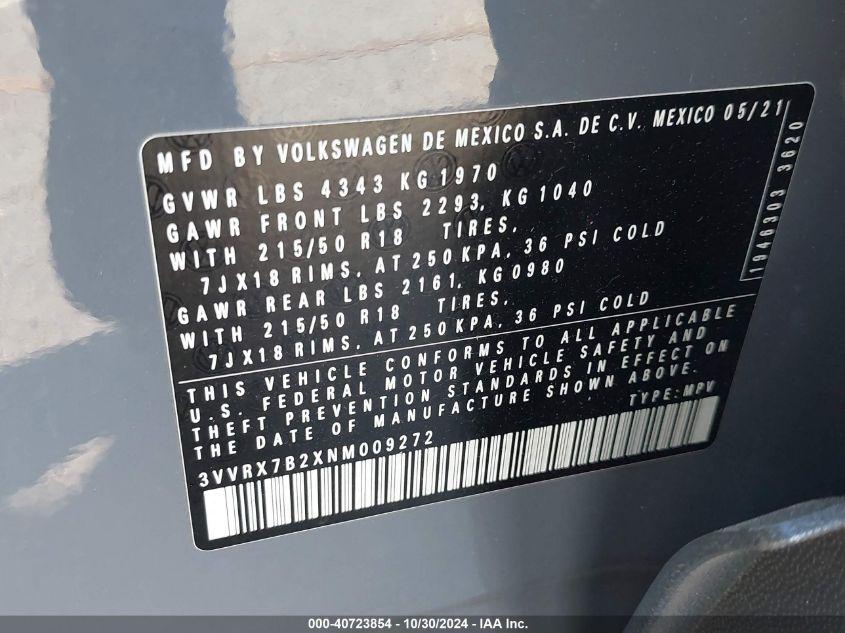 MFD BY VOLKSWAGEN DE MEXICO S.A. DE C.V. MEXICO 05/21
GVWR LBS 4343 KG 1970
GAWR FRONT LBS 2293, KG 1040
WITH 215/50 R18 TIRES,
7JX18 RIMS, AT 250 KPA, 36 PSI COLD
GAWR REAR LBS 2161, KG 0980
WITH 215/50 R18 TIRES,
7JX18 RIMS, AT 250 KPA, 36 PSI COLD
1946303 3620
THIS VEHICLE CONFORMS TO ALL APPLICABLE
U.S. FEDERAL MOTOR VEHICLE SAFETY AND
THEFT PREVENTION STANDARDS IN EFFECT ON
THE DATE OF MANUFACTURE SHOWN ABOVE.
TYPE: MPV
3VVRX7B2XNM009272
000-40723854 - 10/30/2024 - IAA Inc.